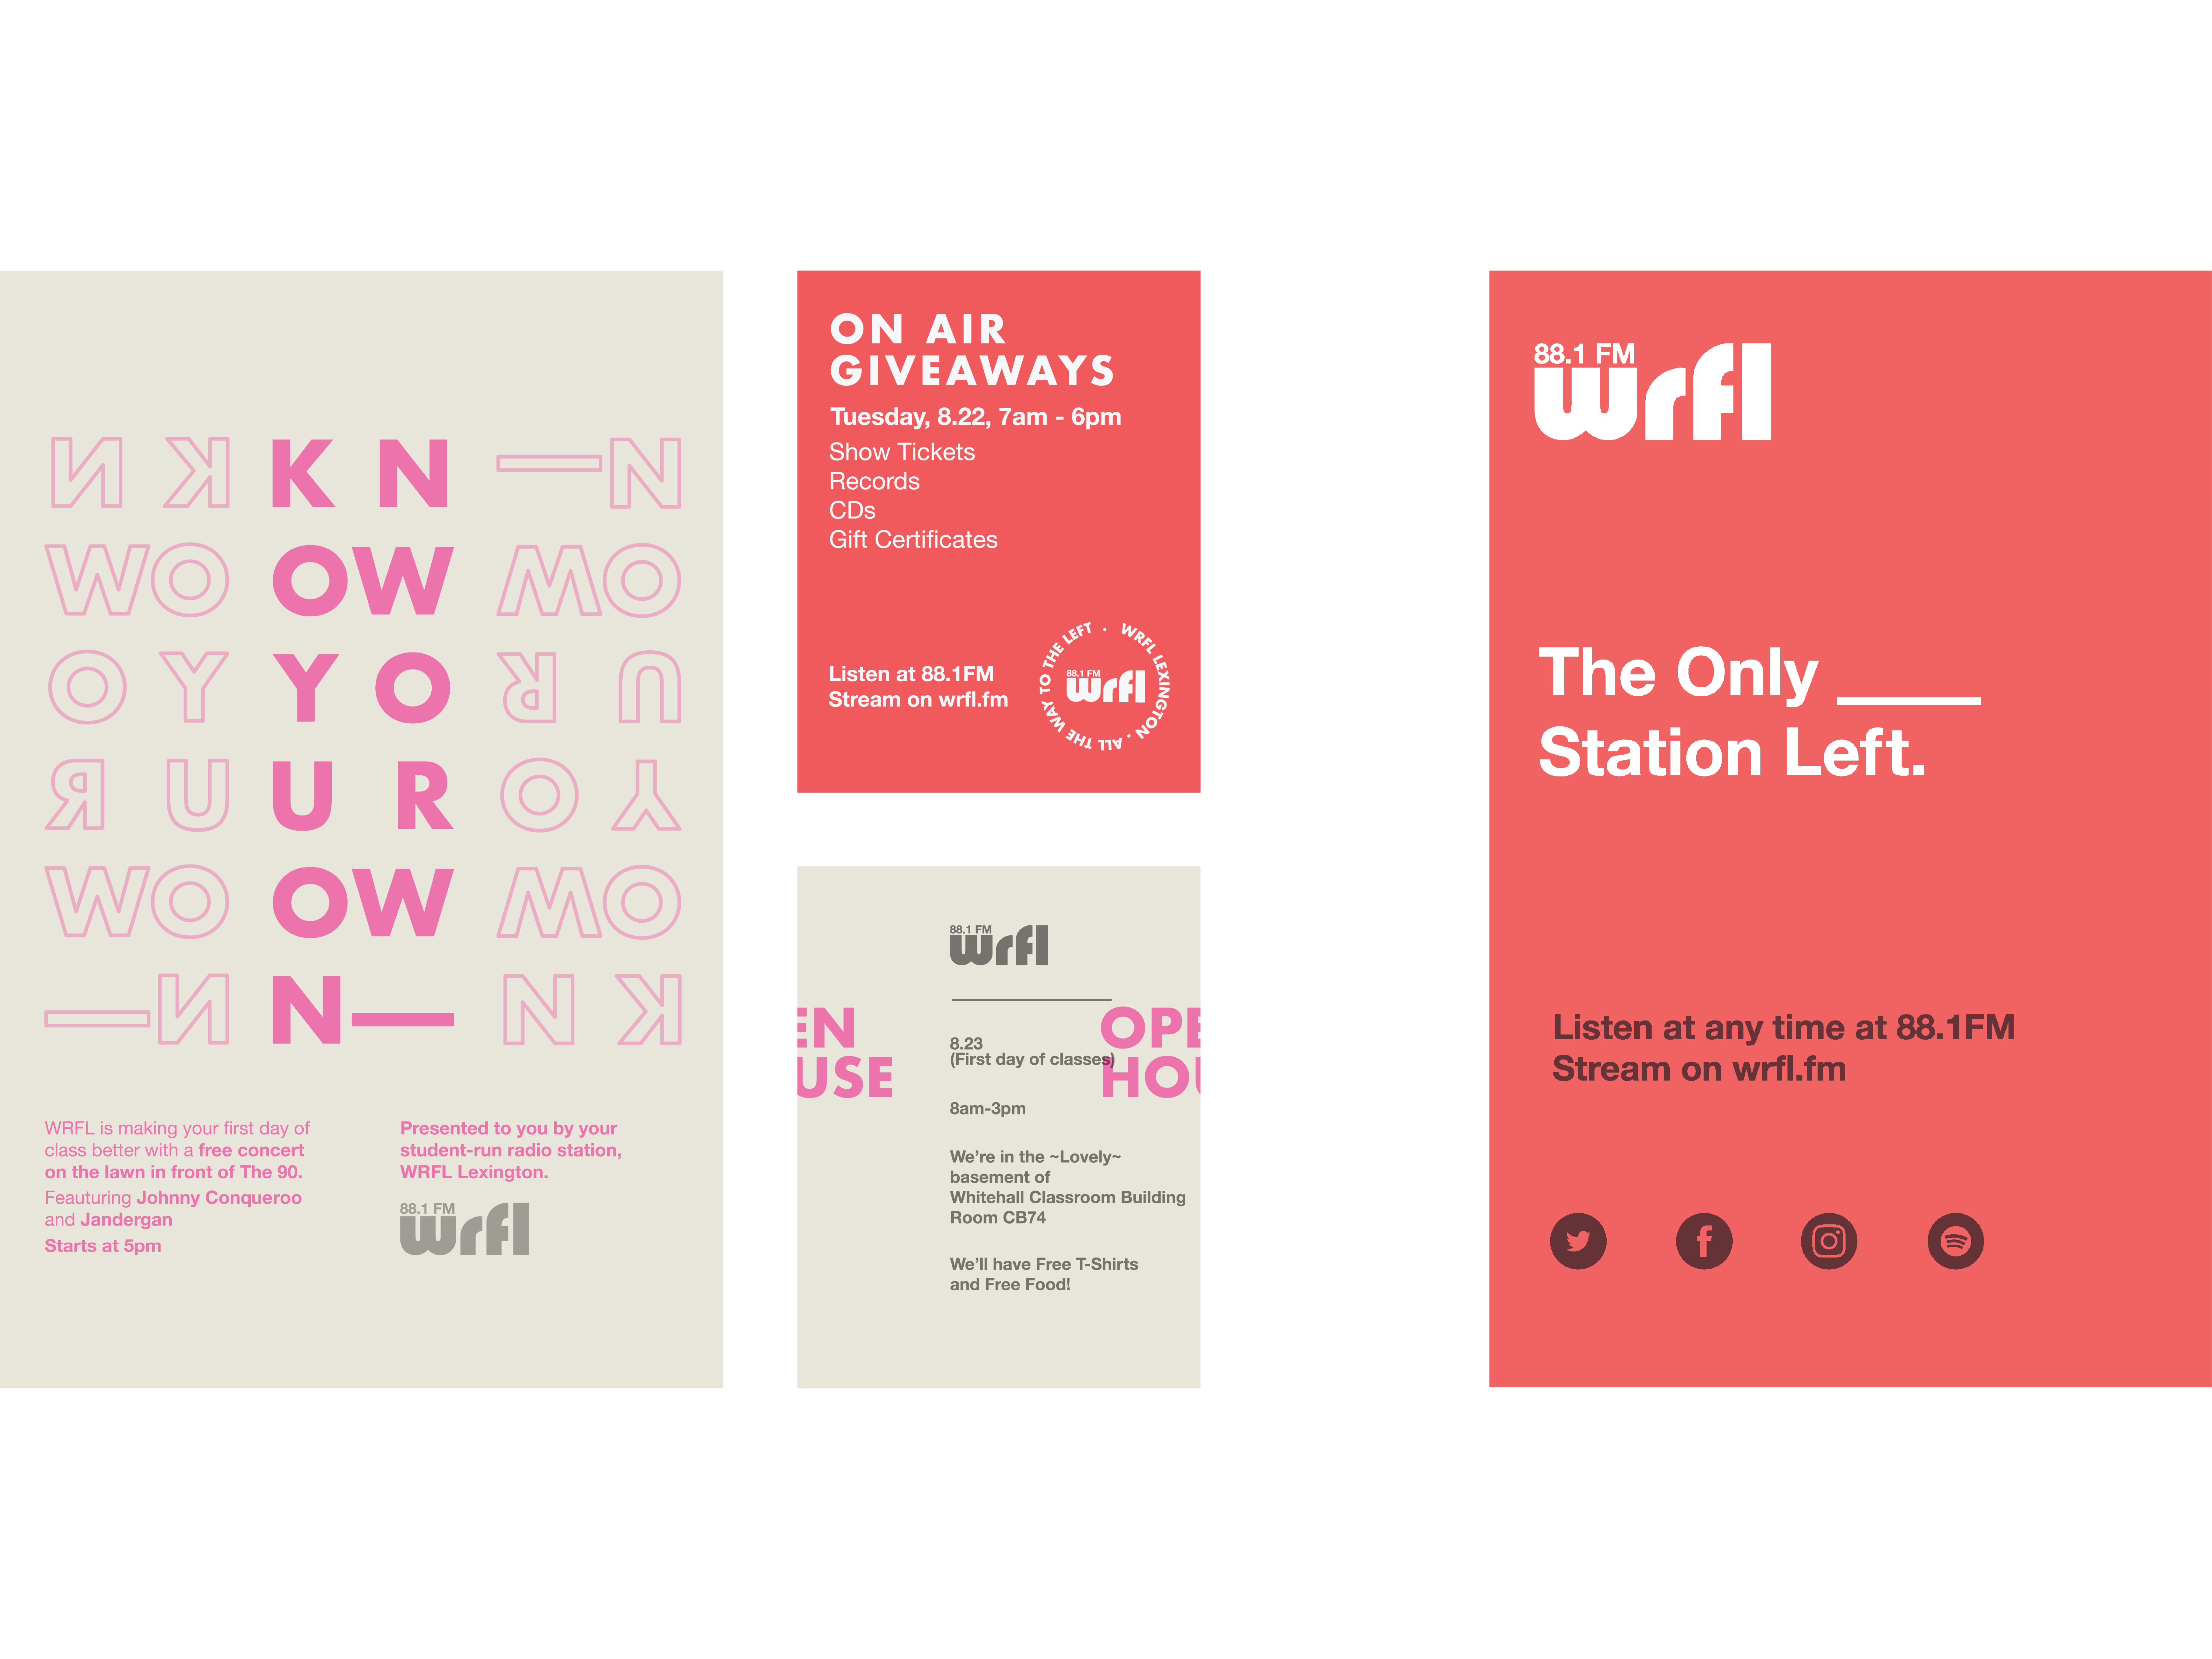 K N
OW
Y O
U R
OW
N—
WRFL is making your first day of
class better with a free concert
on the lawn in front of The 90.
Feauturing Johnny Conqueroo
and Jandergan
Starts at 5pm
Presented to you by your
student-run radio station,
WRFL Lexington.
88.1 FM
wrfl
ON AIR
GIVEAWAYS
Tuesday, 8.22, 7am - 6pm
Show Tickets
Records
CDs
Gift Certificates
Listen at 88.1FM
Stream on wrfl.fm
WRFL LEXINGTON · ALL THE WAY TO THE LEFT ·
88.1 FM
wrfl
88.1 FM
wrfl
EN
USE
OPE
HOU
8.23
(First day of classes)
8am-3pm
We’re in the ~Lovely~
basement of
Whitehall Classroom Building
Room CB74
We’ll have Free T-Shirts
and Free Food!
88.1 FM
wrfl
The Only ____
Station Left.
Listen at any time at 88.1FM
Stream on wrfl.fm